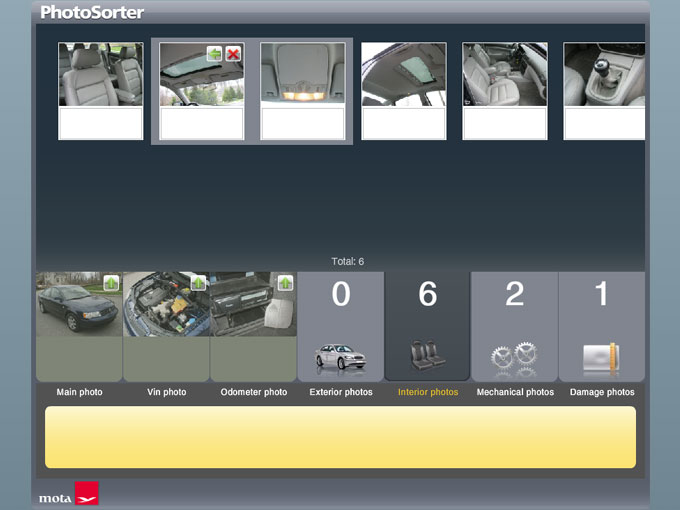 PhotoSorter
Total: 6
0 6 2 1
Main photo Vin photo Odometer photo Exterior photos Interior photos Mechanical photos Damage photos
mota